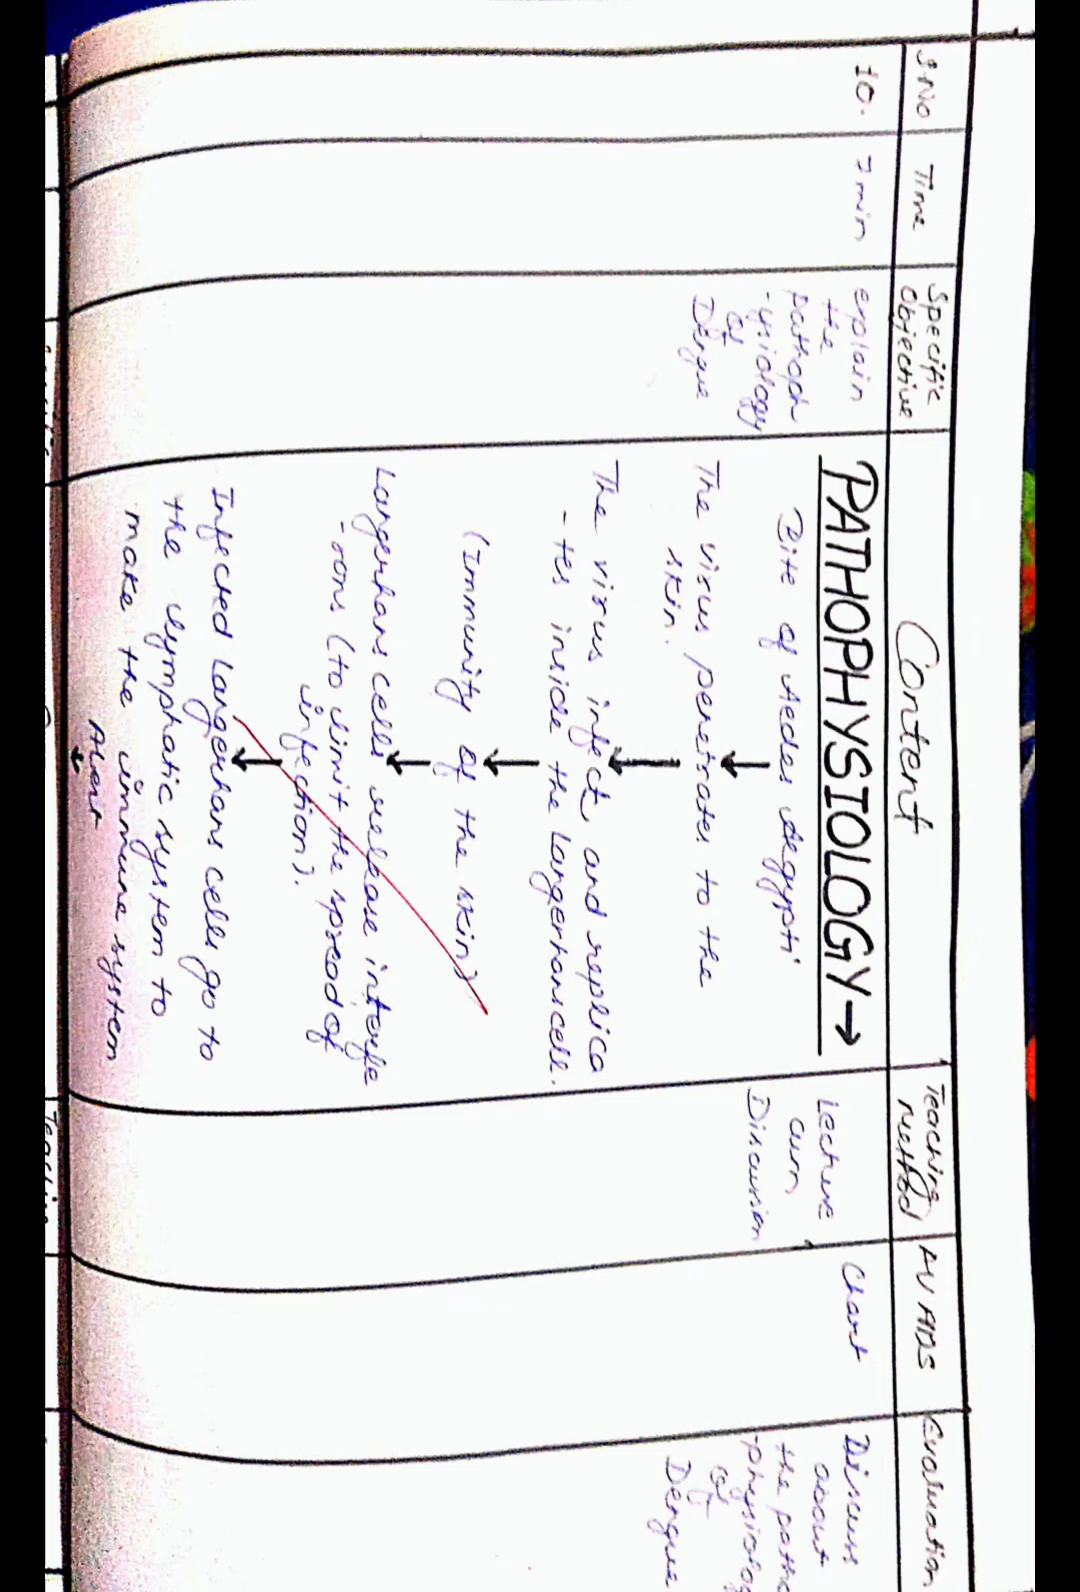 S.NO
Time
Specific
Objective
Content
Teaching
Method
AV AIDS
Evaluation
10.
7 min
explain
the
pathoph
-ysiology
of
Dengue
PATHOPHYSIOLOGY→
Bite of Aedes Aegypti
↓
The virus penetrates to the
skin.
↓
The virus infect and replica
-tes inside the Langerhans cell.
↓
(Immunity of the skin)
↓
Langerhans cells release interfe
-rons (to limit the spread of
infection).
↓
Infected Langerhans cells go to
the lymphatic system to
make the immune system
Alert
↓
Lecture
cum
Discussion
Chart
Discuss
about
the patho
-physiolog
of
Dengue